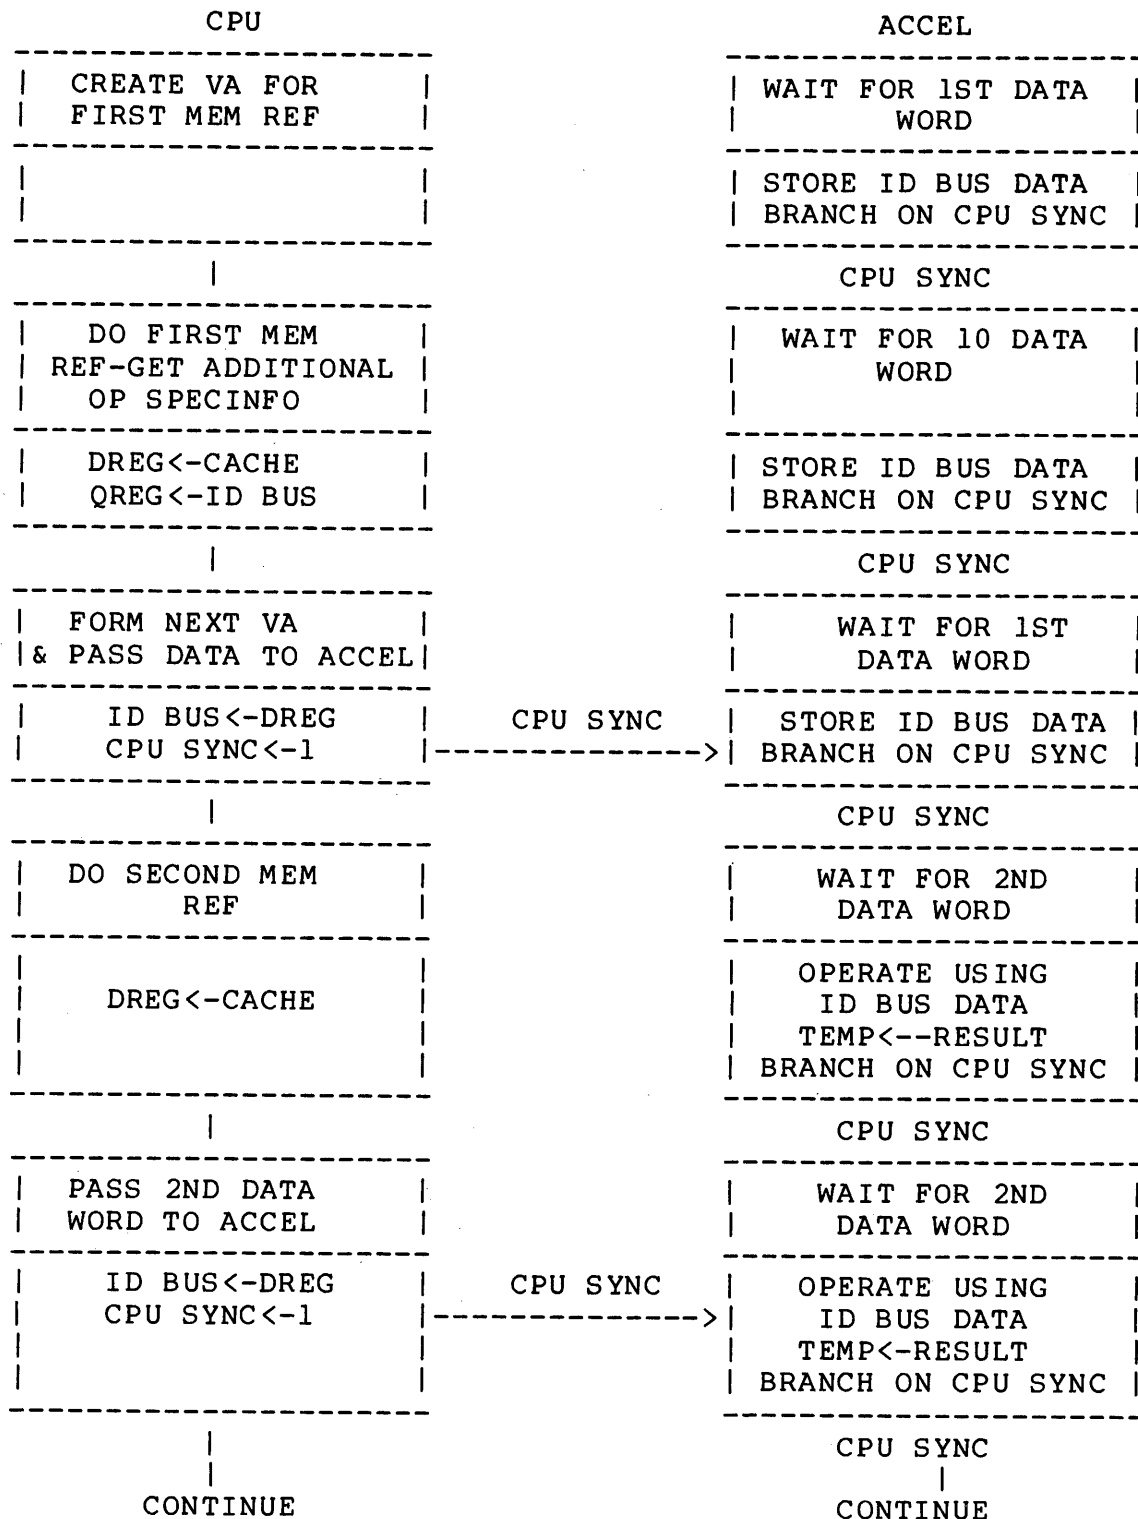 CPU
CREATE VA FOR
FIRST MEM REF
DO FIRST MEM
REF-GET ADDITIONAL
OP SPECINFO
DREG<-CACHE
QREG<-ID BUS
FORM NEXT VA
& PASS DATA TO ACCEL
ID BUS<-DREG
CPU SYNC<-1
CPU SYNC
DO SECOND MEM
REF
DREG<-CACHE
PASS 2ND DATA
WORD TO ACCEL
ID BUS<-DREG
CPU SYNC<-1
CPU SYNC
CONTINUE
ACCEL
WAIT FOR 1ST DATA
WORD
STORE ID BUS DATA
BRANCH ON CPU SYNC
CPU SYNC
WAIT FOR 10 DATA
WORD
STORE ID BUS DATA
BRANCH ON CPU SYNC
CPU SYNC
WAIT FOR 1ST
DATA WORD
STORE ID BUS DATA
BRANCH ON CPU SYNC
CPU SYNC
WAIT FOR 2ND
DATA WORD
OPERATE USING
ID BUS DATA
TEMP<--RESULT
BRANCH ON CPU SYNC
CPU SYNC
WAIT FOR 2ND
DATA WORD
OPERATE USING
ID BUS DATA
TEMP<-RESULT
BRANCH ON CPU SYNC
CPU SYNC
CONTINUE